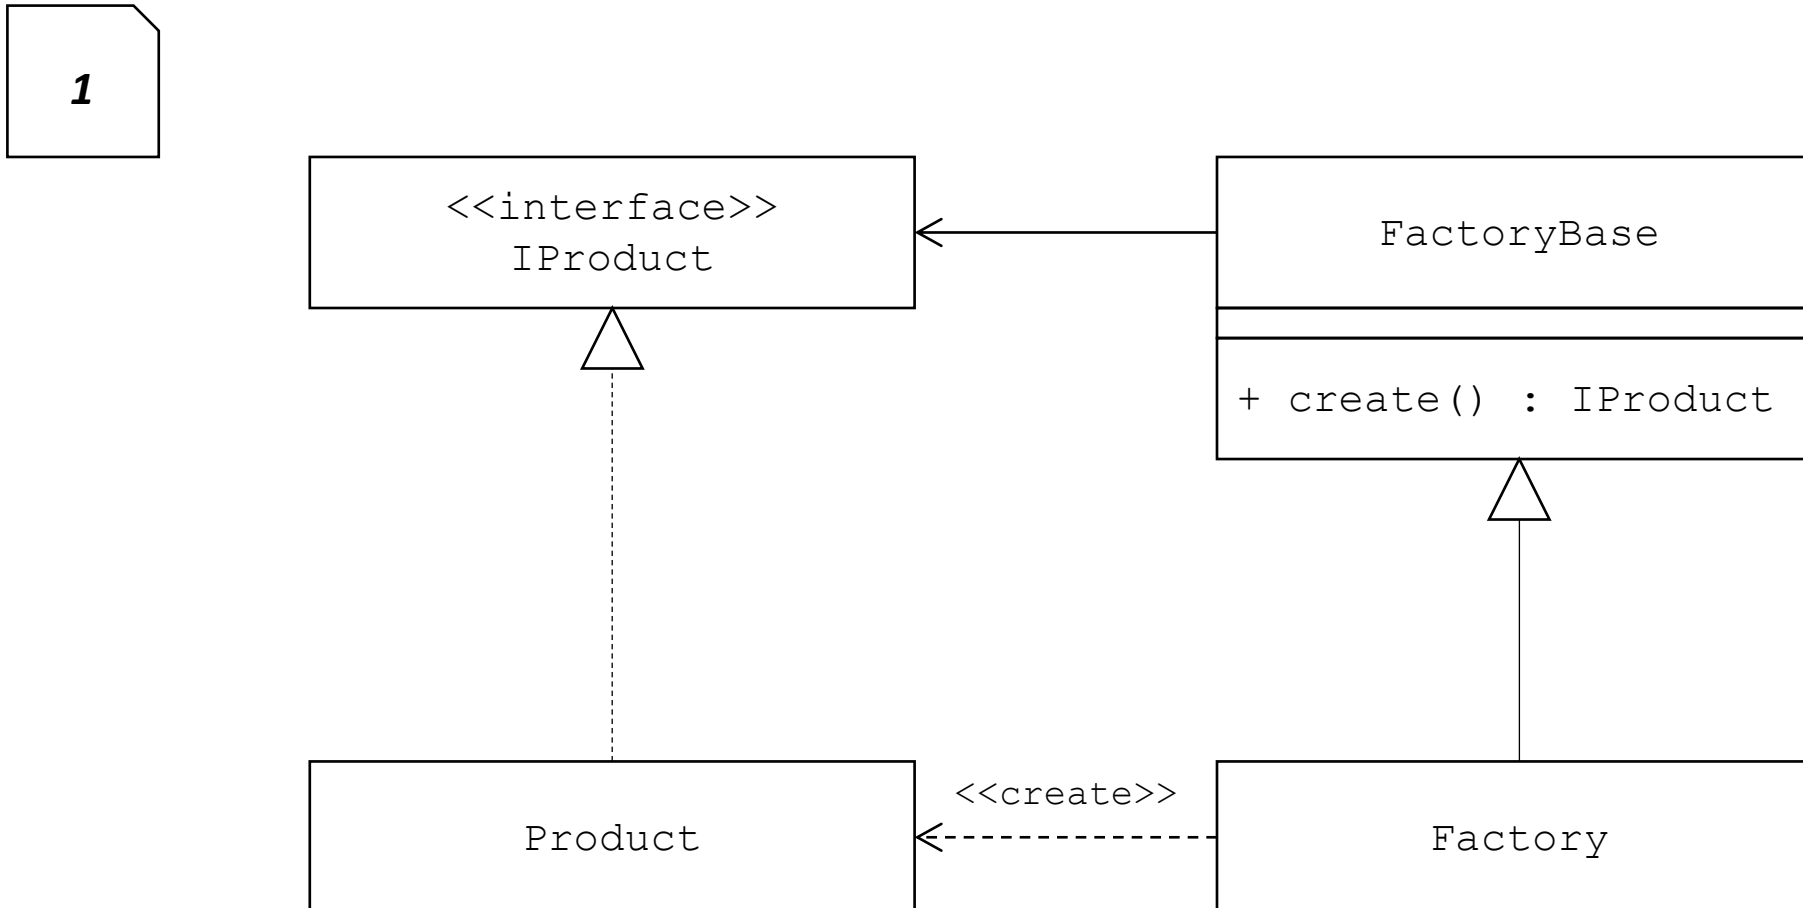 1
<<interface>>
IProduct
FactoryBase
+ create() : IProduct
<<create>>
Product
Factory